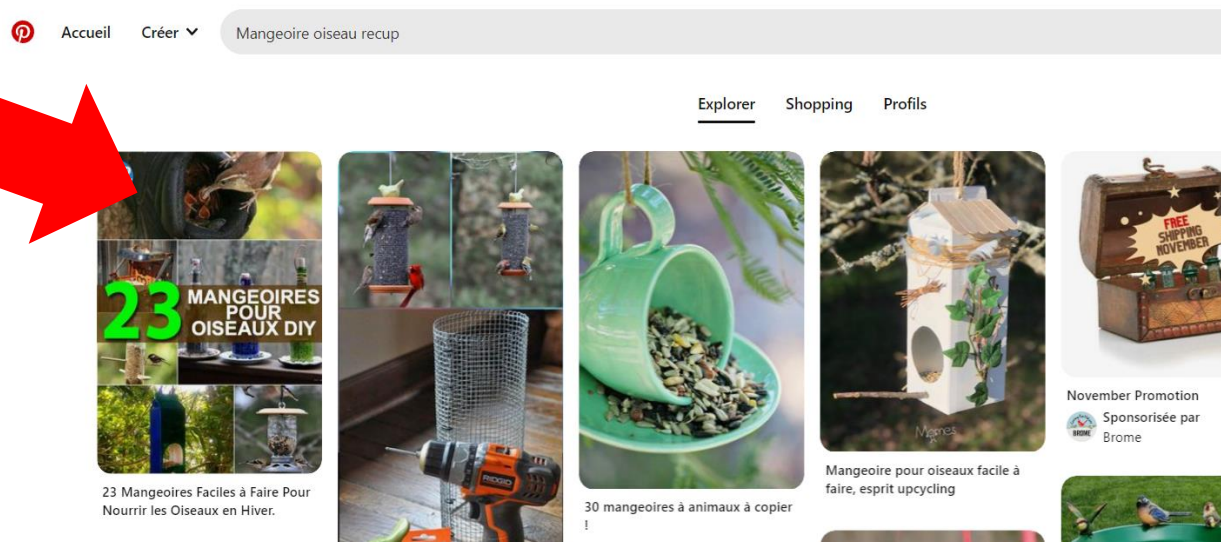 Accueil
Créer
Mangeoire oiseau recup
Explorer
Shopping
Profils
23 MANGEOIRES
POUR
OISEAUX DIY
23 Mangeoires Faciles à Faire Pour
Nourrir les Oiseaux en Hiver.
RIDGID
30 mangeoires à animaux à copier
!
Mangeoire pour oiseaux facile à
faire, esprit upcycling
FREE
SHIPPING
NOVEMBER
November Promotion
BROME
Sponsorisée par
Brome